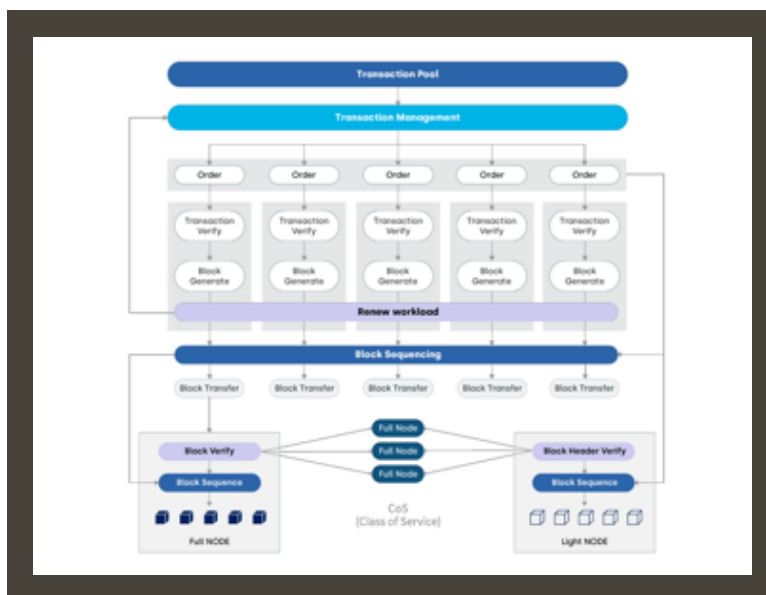 Transaction Pool
Transaction Management
Order Order Order Order Order
Transaction Transaction Transaction Transaction Transaction
Verify Verify Verify Verify Verify
Block Block Block Block Block
Generate Generate Generate Generate Generate
Renew workload
Block Sequencing
Block Transfer Block Transfer Block Transfer Block Transfer Block Transfer
Full Node
Block Verify Full Node Block Header Verify
Full Node
Block Sequence Block Sequence
CoS
(Class of Service)
Full NODE Light NODE